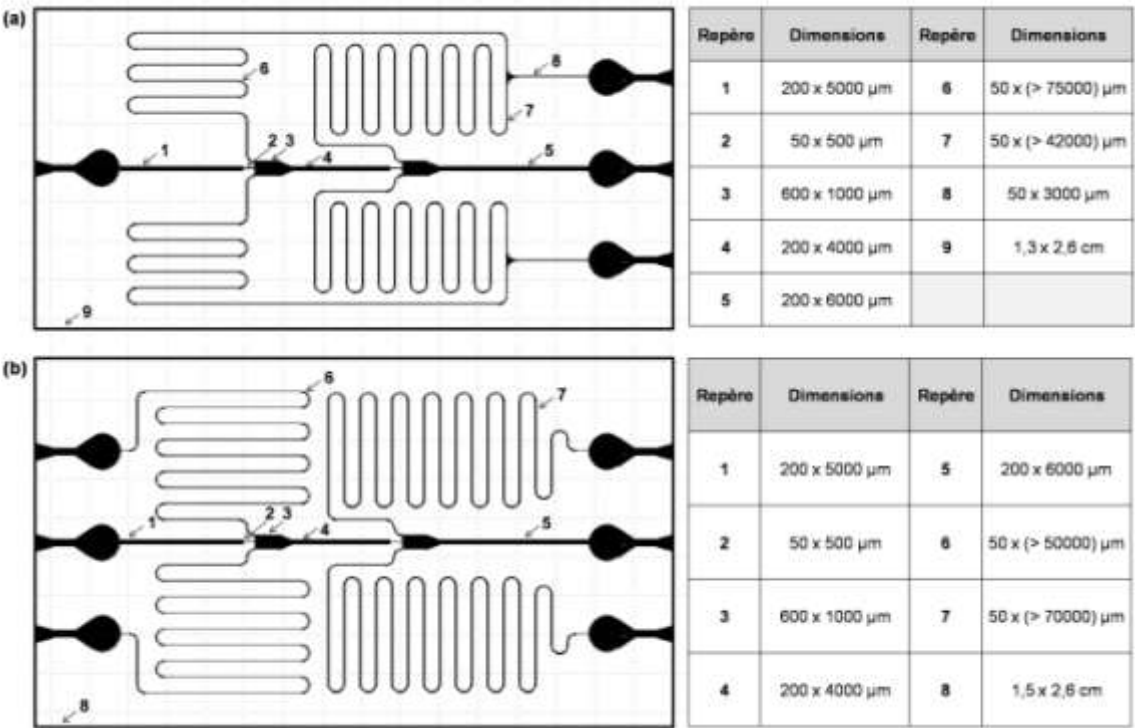 (a)
6
8
7
1
2
3
4
5
9
Repère Dimensions Repère Dimensions
1 200 x 5000 µm 6 50 x (> 75000) µm
2 50 x 500 µm 7 50 x (> 42000) µm
3 600 x 1000 µm 8 50 x 3000 µm
4 200 x 4000 µm 9 1,3 x 2,6 cm
5 200 x 6000 µm
(b)
6
7
1
2
3
4
5
8
Repère Dimensions Repère Dimensions
1 200 x 5000 µm 5 200 x 6000 µm
2 50 x 500 µm 6 50 x (> 50000) µm
3 600 x 1000 µm 7 50 x (> 70000) µm
4 200 x 4000 µm 8 1,5 x 2,6 cm